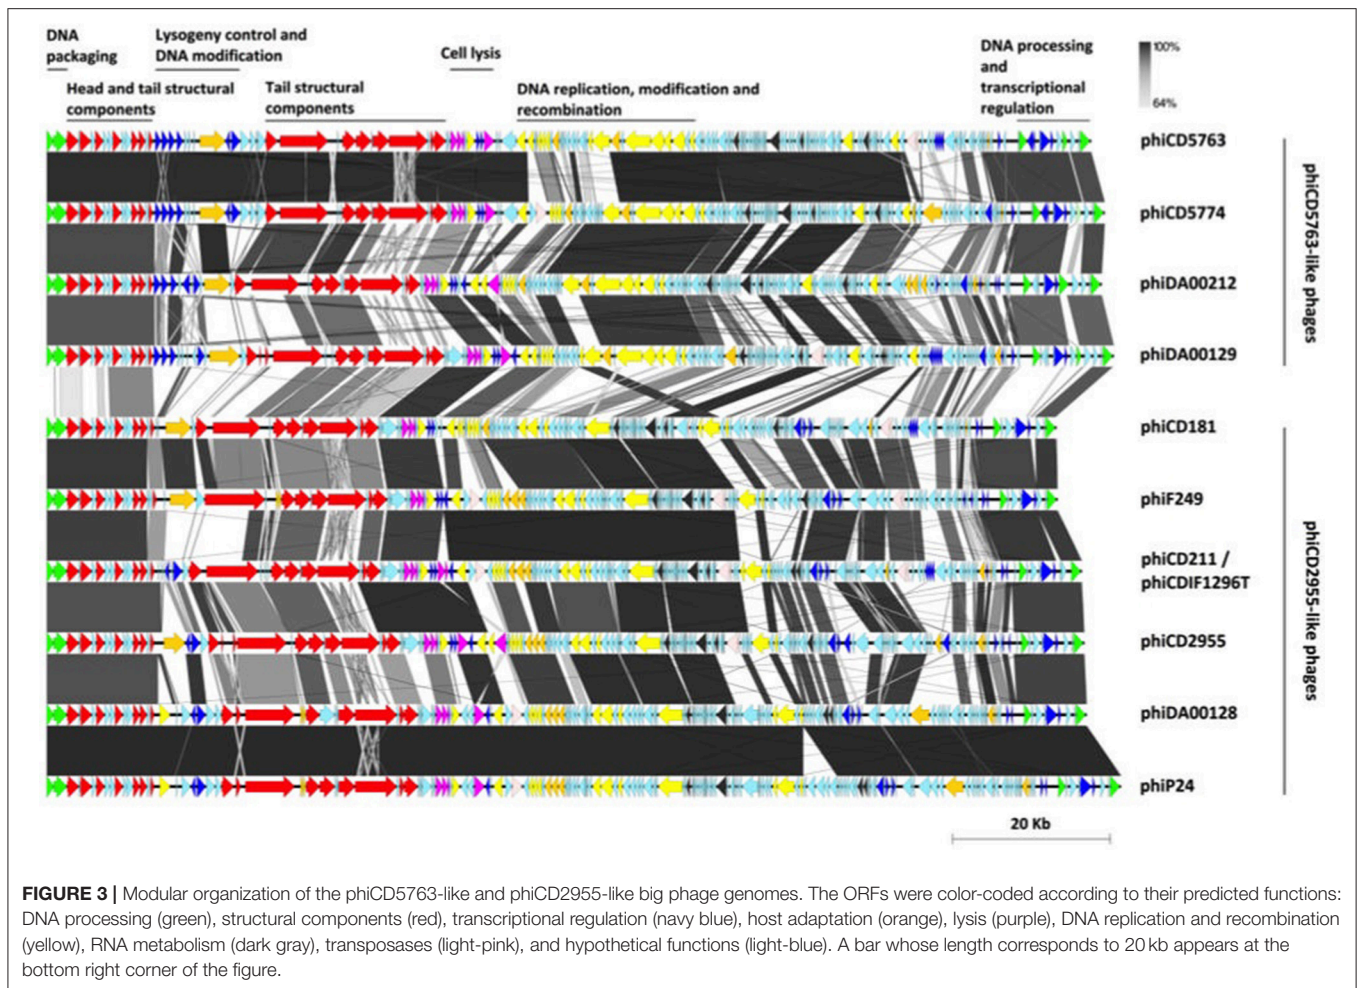 DNA
packaging
Lysogeny control and
DNA modification
Cell lysis
DNA processing
and
transcriptional
regulation
Head and tail structural
components
Tail structural
components
DNA replication, modification and
recombination
100%
64%
phiCD5763
phiCD5774
phiDA00212
phiDA00129
phiCD181
phiF249
phiCD211 /
phiCDIF1296T
phiCD2955
phiDA00128
phiP24
phiCD5763-like phages
phiCD2955-like phages
20 Kb
FIGURE 3 | Modular organization of the phiCD5763-like and phiCD2955-like big phage genomes. The ORFs were color-coded according to their predicted functions:
DNA processing (green), structural components (red), transcriptional regulation (navy blue), host adaptation (orange), lysis (purple), DNA replication and recombination
(yellow), RNA metabolism (dark gray), transposases (light-pink), and hypothetical functions (light-blue). A bar whose length corresponds to 20 kb appears at the
bottom right corner of the figure.